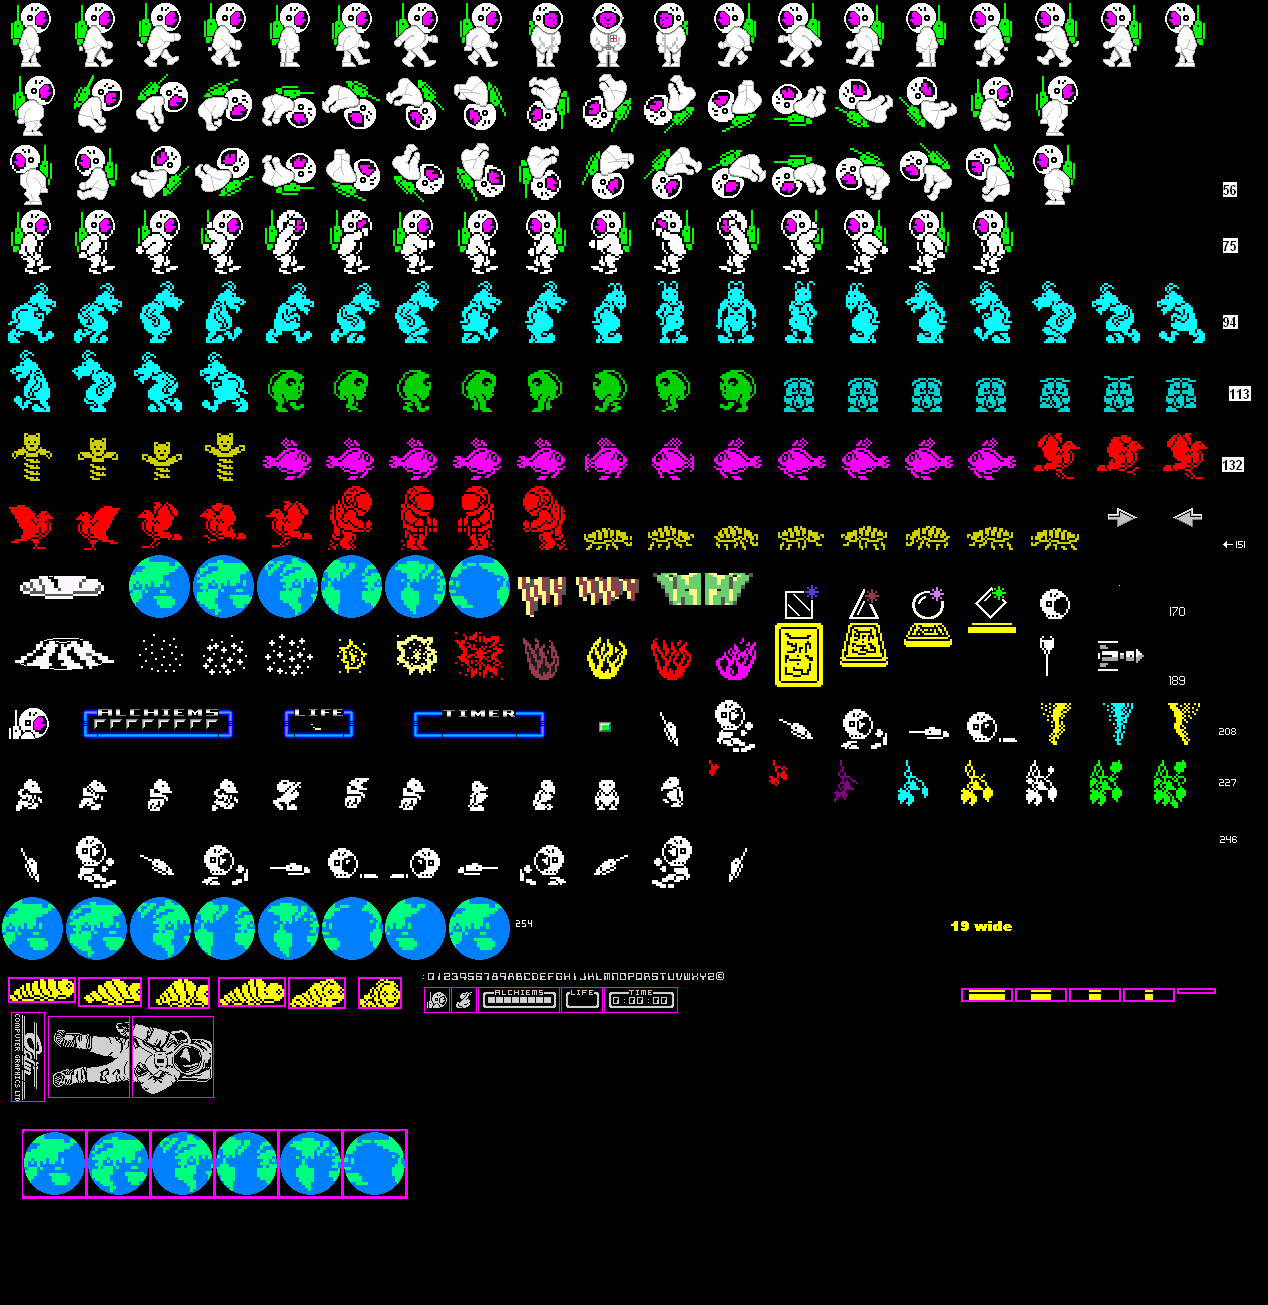 56
75
94
113
132
←151
170
189
ALCHIEMS
LIFE
TIMER
208
227
246
254
19 wide
:0123456789ABCDEFGHIJKLMNOPQRSTUVWXYZ©
ALCHIEMS
LIFE
TIME
0:00:00
Odin
COMPUTER GRAPHICS LTD